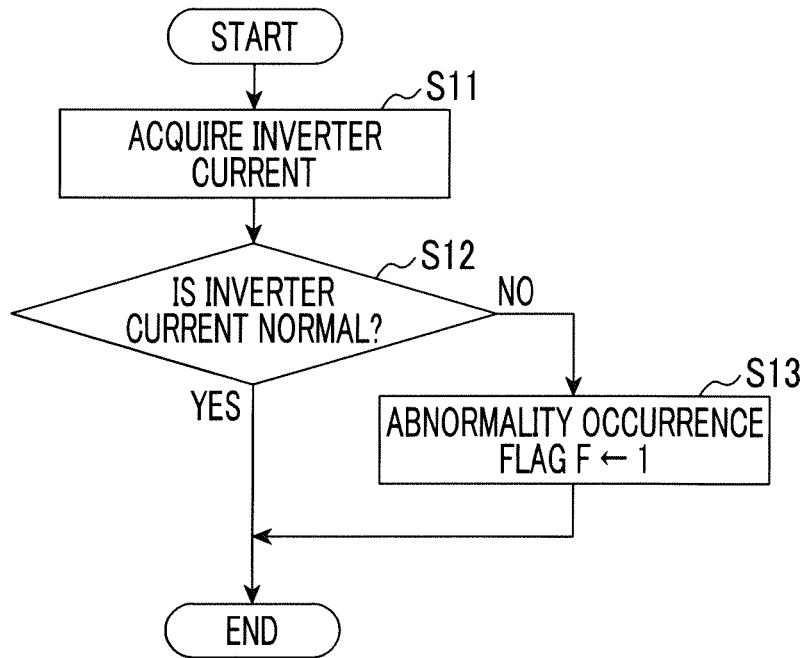 START
S11
ACQUIRE INVERTER
CURRENT
S12
IS INVERTER
CURRENT NORMAL?
NO
YES
S13
ABNORMALITY OCCURRENCE
FLAG F ← 1
END